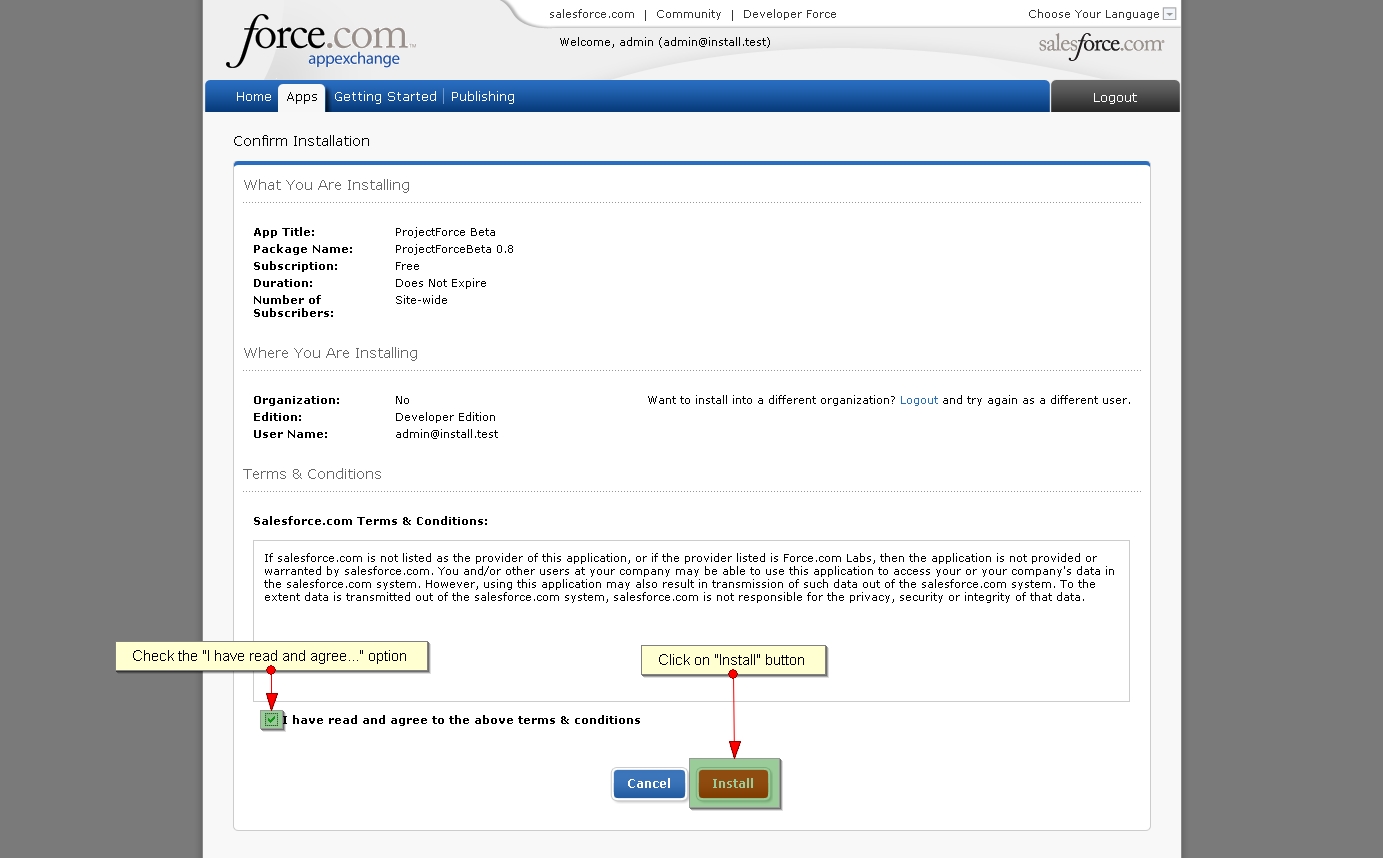 salesforce.com | Community | Developer Force
Choose Your Language
force.com™
appexchange
Welcome, admin (admin@install.test)
salesforce.com
Home Apps Getting Started | Publishing
Logout
Confirm Installation
What You Are Installing
App Title: ProjectForce Beta
Package Name: ProjectForceBeta 0.8
Subscription: Free
Duration: Does Not Expire
Number of Site-wide
Subscribers:
Where You Are Installing
Organization: No Want to install into a different organization? Logout and try again as a different user.
Edition: Developer Edition
User Name: admin@install.test
Terms & Conditions
Salesforce.com Terms & Conditions:
If salesforce.com is not listed as the provider of this application, or if the provider listed is Force.com Labs, then the application is not provided or
warranted by salesforce.com. You and/or other users at your company may be able to use this application to access your or your company's data in
the salesforce.com system. However, using this application may also result in transmission of such data out of the salesforce.com system. To the
extent data is transmitted out of the salesforce.com system, salesforce.com is not responsible for the privacy, security or integrity of that data.
Check the "I have read and agree..." option
Click on "Install" button
I have read and agree to the above terms & conditions
Cancel Install